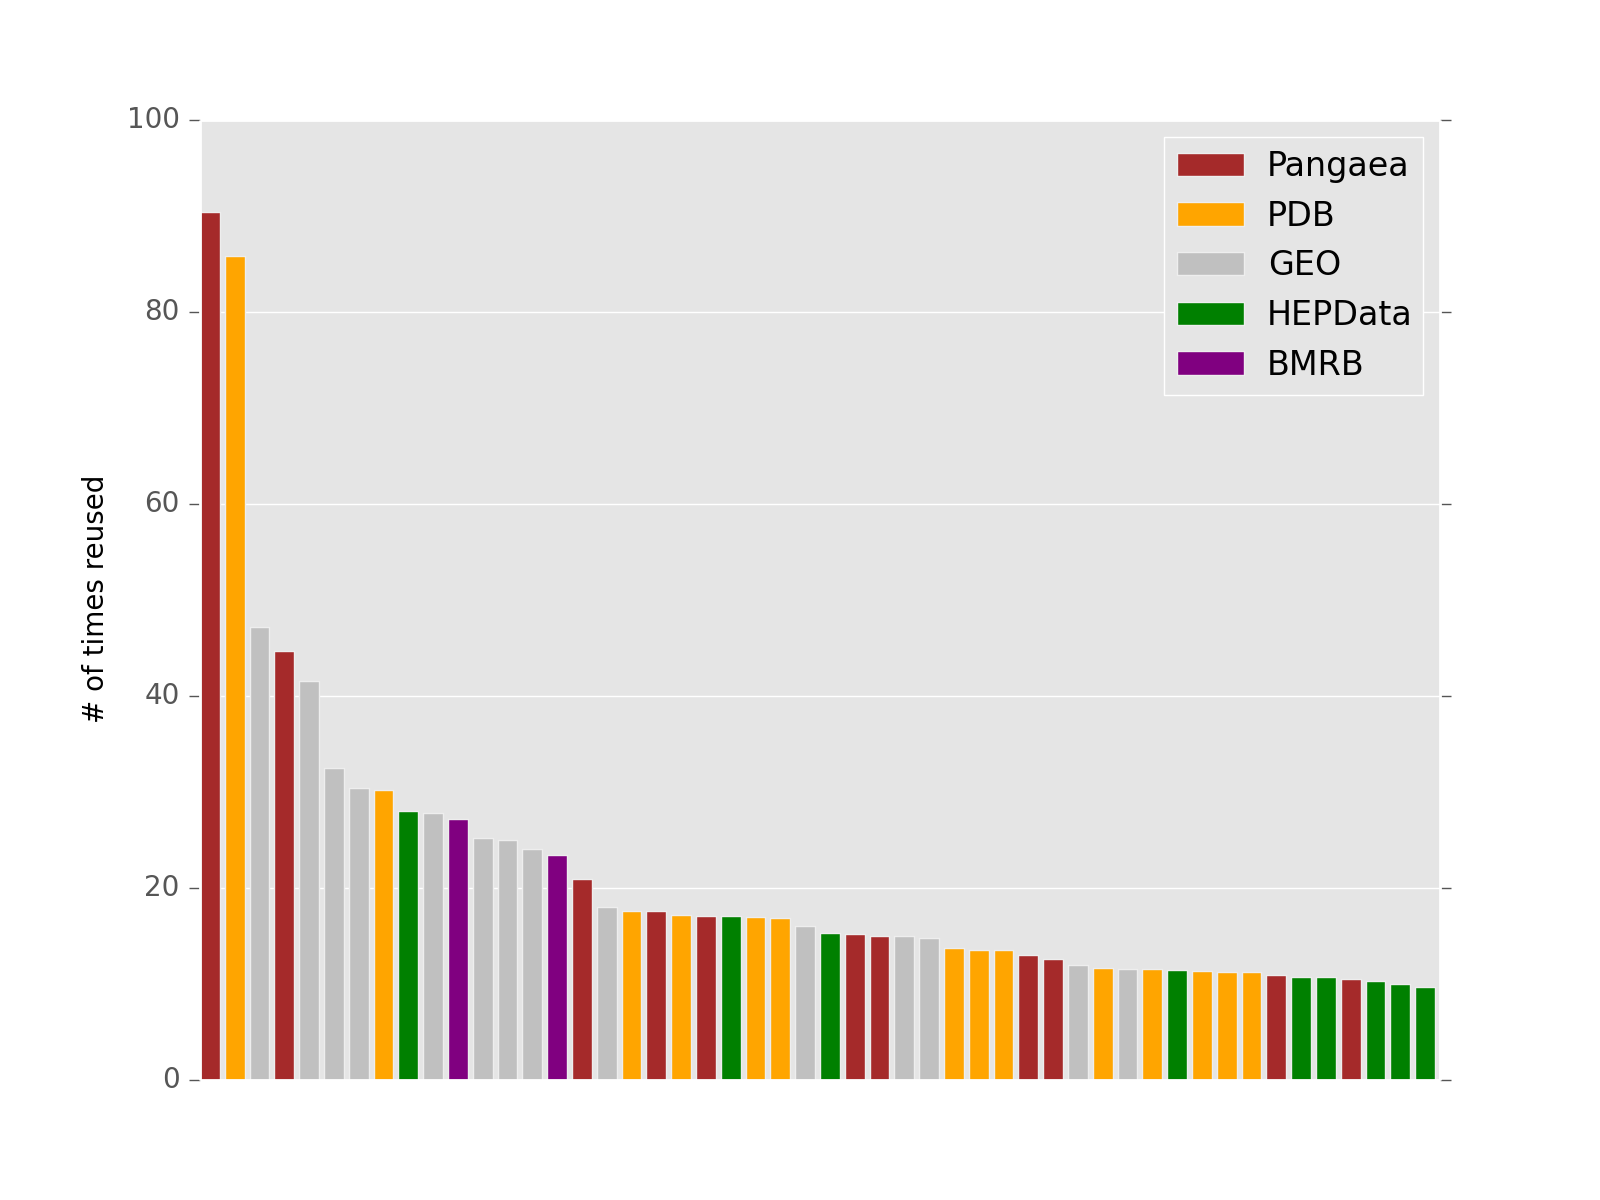 100
80
60
40
20
0
# of times reused
Pangaea
PDB
GEO
HEPData
BMRB